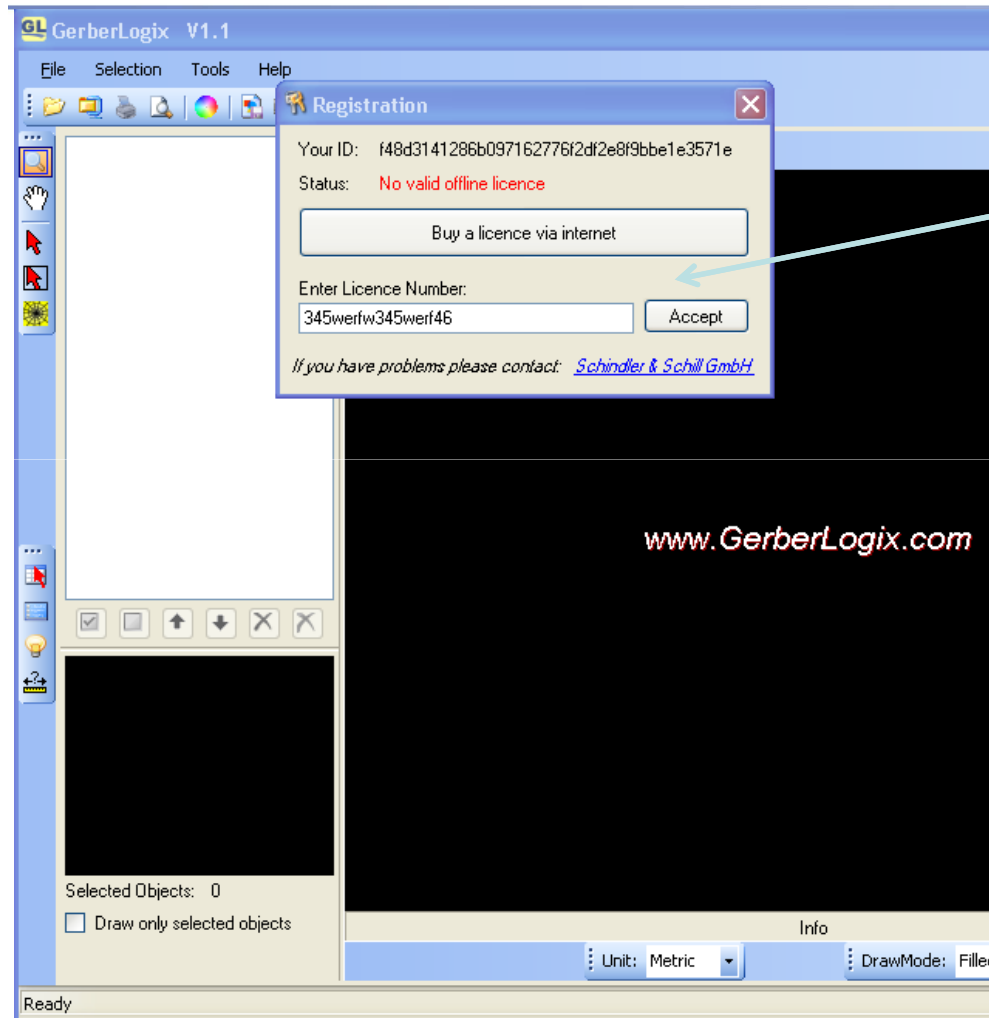 GL GerberLogix V1.1
File Selection Tools Help
Registration
Your ID: f48d3141286b097162776f2df2e8f9bbe1e3571e
Status: No valid offline licence
Buy a licence via internet
Enter Licence Number:
345werfw345werf46 Accept
If you have problems please contact: Schindler & Schill GmbH
www.GerberLogix.com
Selected Objects: 0
Draw only selected objects
Info
Unit: Metric DrawMode: Filled
Ready